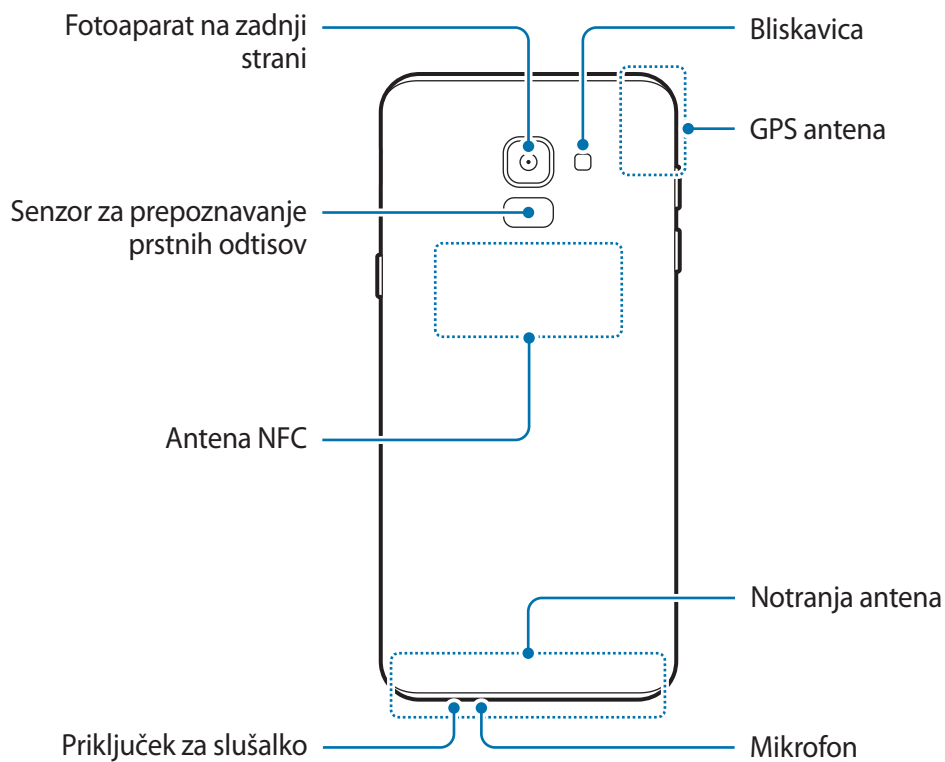 Fotoaparat na zadnji
strani
Bliskavica
GPS antena
Senzor za prepoznavanje
prstnih odtisov
Antena NFC
Notranja antena
Priključek za slušalko
Mikrofon